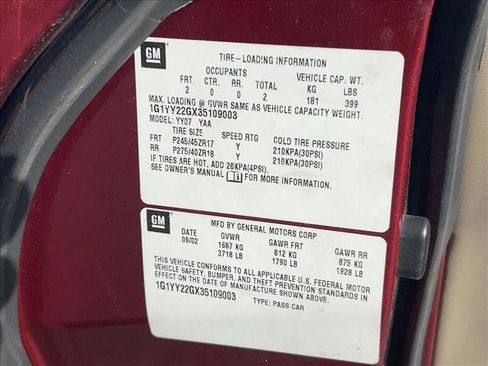 GM
TIRE-LOADING INFORMATION
OCCUPANTS VEHICLE CAP. WT.
FRT CTR. RR. TOTAL KG LBS
2 0 0 2 181 399
MAX. LOADING @ GVWR SAME AS VEHICLE CAPACITY WEIGHT.
1G1YY22GX35109003
MODEL: YY07 YAA
TIRE SIZE SPEED RTG COLD TIRE PRESSURE
FRT P245/45ZR17 Y 210KPA(30PSI)
RR P275/40ZR18 Y 210KPA(30PSI)
IF TIRES ARE HOT, ADD 28KPA(4PSI).
SEE OWNER'S MANUAL FOR MORE INFORMATION.
GM
MFD BY GENERAL MOTORS CORP
DATE GVWR GAWR FRT GAWR RR
09/02 1687 KG 812 KG 875 KG
3718 LB 1790 LB 1928 LB
THIS VEHICLE CONFORMS TO ALL APPLICABLE U.S. FEDERAL MOTOR
VEHICLE SAFETY, BUMPER, AND THEFT PREVENTION STANDARDS IN
EFFECT ON THE DATE OF MANUFACTURE SHOWN ABOVE.
1G1YY22GX35109003
TYPE: PASS CAR